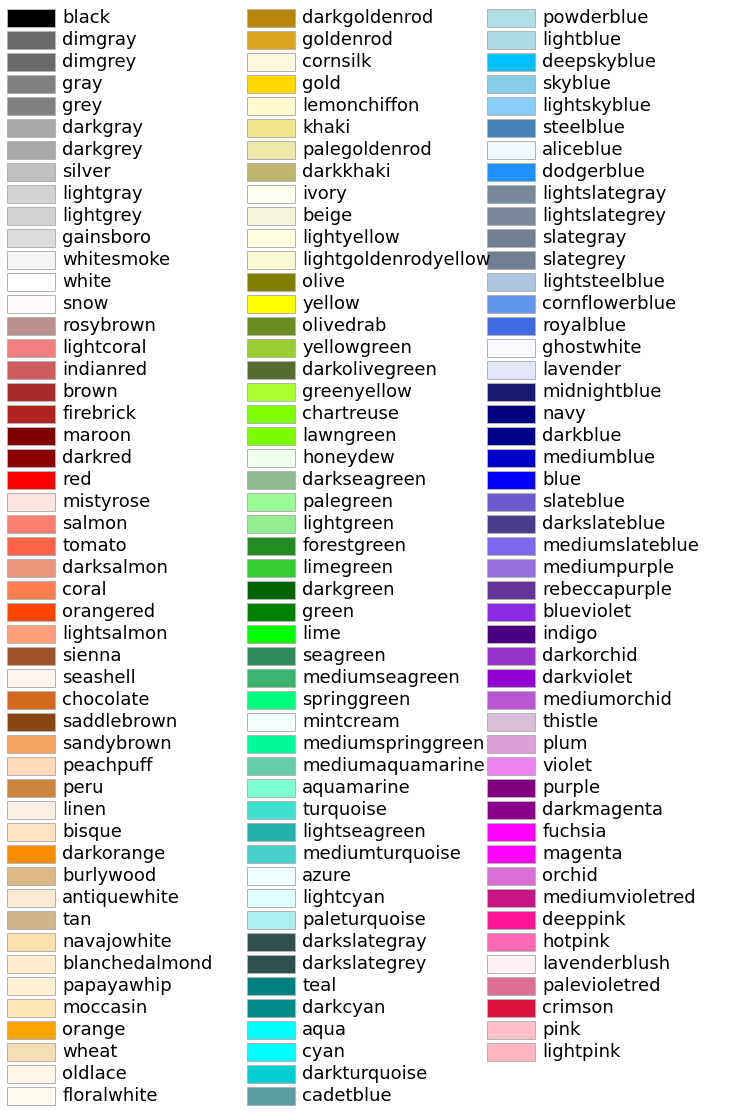 black
dimgray
dimgrey
gray
grey
darkgray
darkgrey
silver
lightgray
lightgrey
gainsboro
whitesmoke
white
snow
rosybrown
lightcoral
indianred
brown
firebrick
maroon
darkred
red
mistyrose
salmon
tomato
darksalmon
coral
orangered
lightsalmon
sienna
seashell
chocolate
saddlebrown
sandybrown
peachpuff
peru
linen
bisque
darkorange
burlywood
antiquewhite
tan
navajowhite
blanchedalmond
papayawhip
moccasin
orange
wheat
oldlace
floralwhite
darkgoldenrod
goldenrod
cornsilk
gold
lemonchiffon
khaki
palegoldenrod
darkkhaki
ivory
beige
lightyellow
lightgoldenrodyellow
olive
yellow
olivedrab
yellowgreen
darkolivegreen
greenyellow
chartreuse
lawngreen
honeydew
darkseagreen
palegreen
lightgreen
forestgreen
limegreen
darkgreen
green
lime
seagreen
mediumseagreen
springgreen
mintcream
mediumspringgreen
mediumaquamarine
aquamarine
turquoise
lightseagreen
mediumturquoise
azure
lightcyan
paleturquoise
darkslategray
darkslategrey
teal
darkcyan
aqua
cyan
darkturquoise
cadetblue
powderblue
lightblue
deepskyblue
skyblue
lightskyblue
steelblue
aliceblue
dodgerblue
lightslategray
lightslategrey
slategray
slategrey
lightsteelblue
cornflowerblue
royalblue
ghostwhite
lavender
midnightblue
navy
darkblue
mediumblue
blue
slateblue
darkslateblue
mediumslateblue
mediumpurple
rebeccapurple
blueviolet
indigo
darkorchid
darkviolet
mediumorchid
thistle
plum
violet
purple
darkmagenta
fuchsia
magenta
orchid
mediumvioletred
deeppink
hotpink
lavenderblush
palevioletred
crimson
pink
lightpink